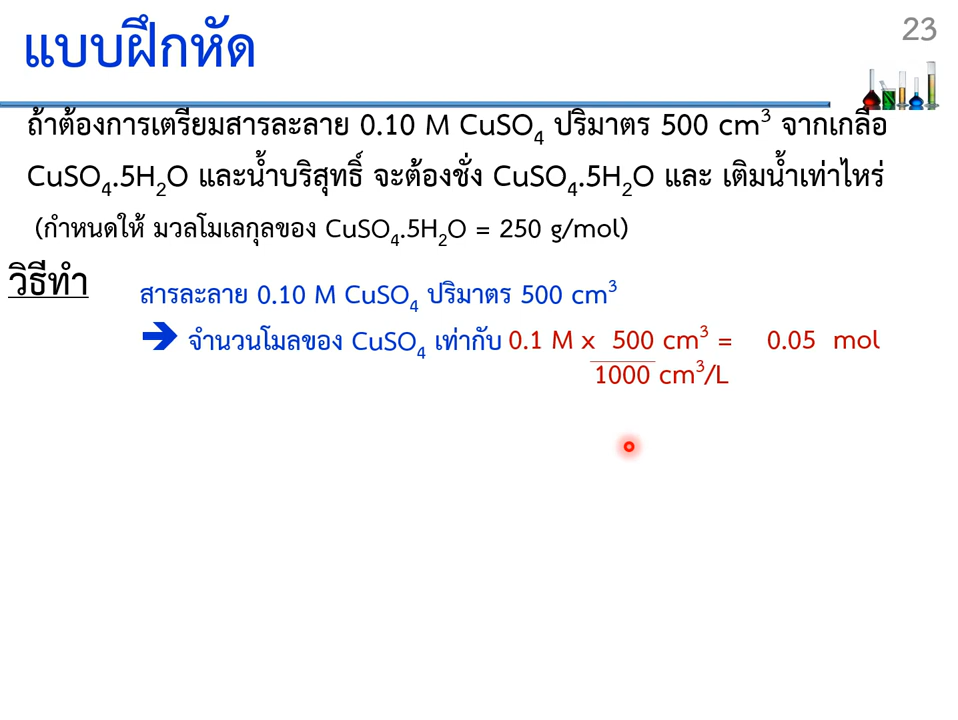 23
แบบฝึกหัด
ถ้าต้องการเตรียมสารละลาย 0.10 M CuSO₄ ปริมาตร 500 cm³ จากเกลือ
CuSO₄.5H₂O และน้ำบริสุทธิ์ จะต้องชั่ง CuSO₄.5H₂O และ เติมน้ำเท่าไหร่
(กำหนดให้ มวลโมเลกุลของ CuSO₄.5H₂O = 250 g/mol)
วิธีทำ
สารละลาย 0.10 M CuSO₄ ปริมาตร 500 cm³
➔ จำนวนโมลของ CuSO₄ เท่ากับ 0.1 M x 500 cm³ = 0.05 mol
1000 cm³/L